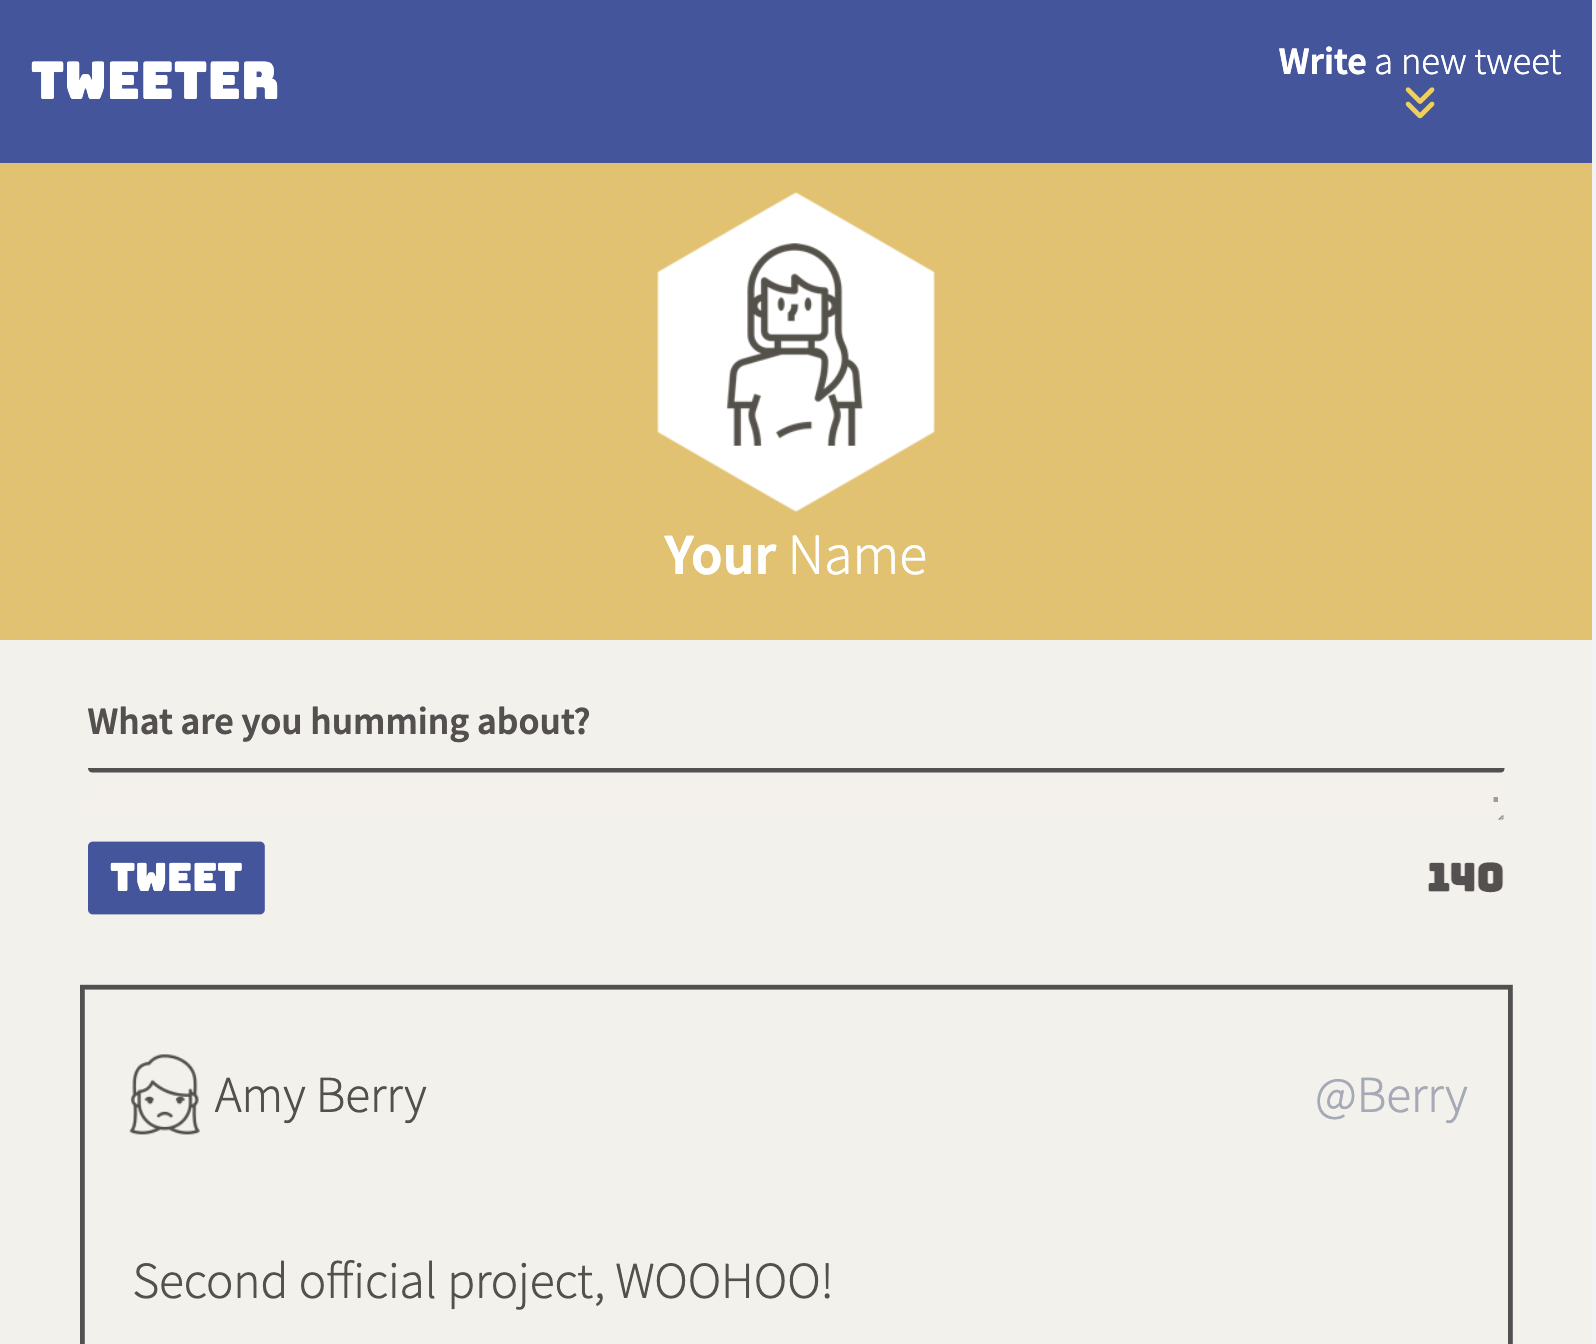 TWEETER
Write a new tweet
Your Name
What are you humming about?
TWEET
140
Amy Berry
@Berry
Second official project, WOOHOO!